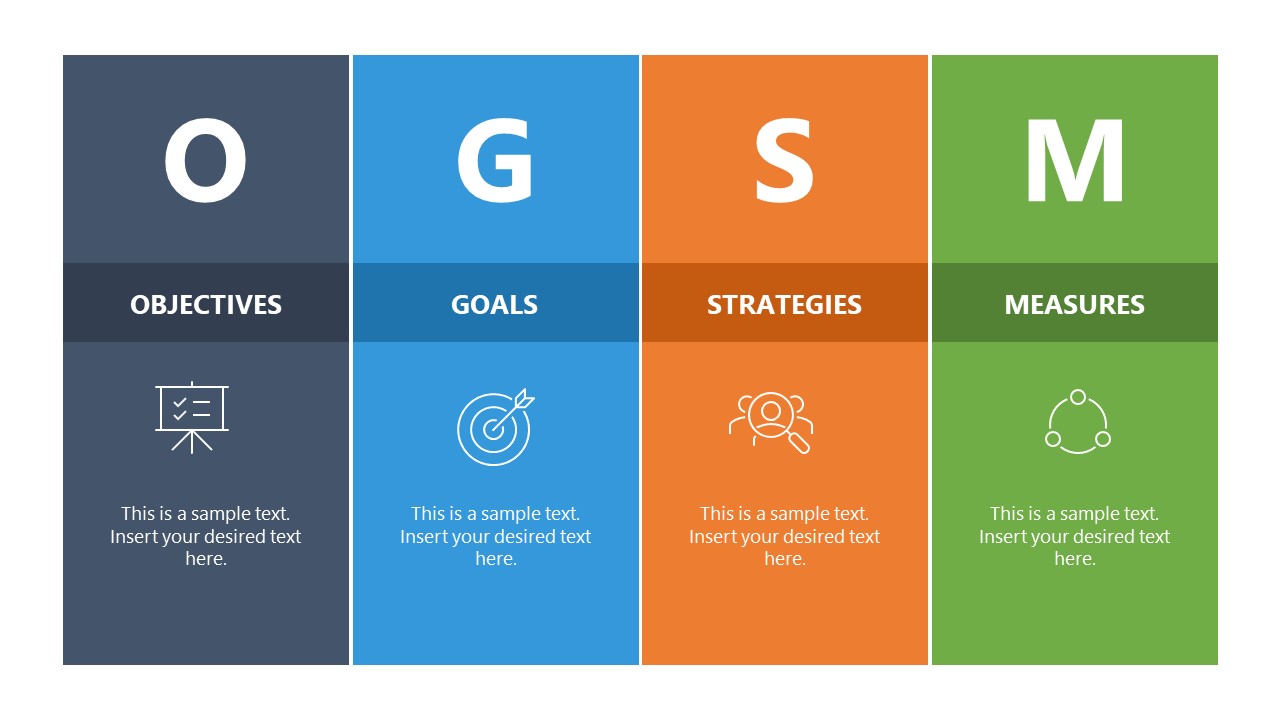 O
OBJECTIVES
This is a sample text.
Insert your desired text
here.
G
GOALS
This is a sample text.
Insert your desired text
here.
S
STRATEGIES
This is a sample text.
Insert your desired text
here.
M
MEASURES
This is a sample text.
Insert your desired text
here.